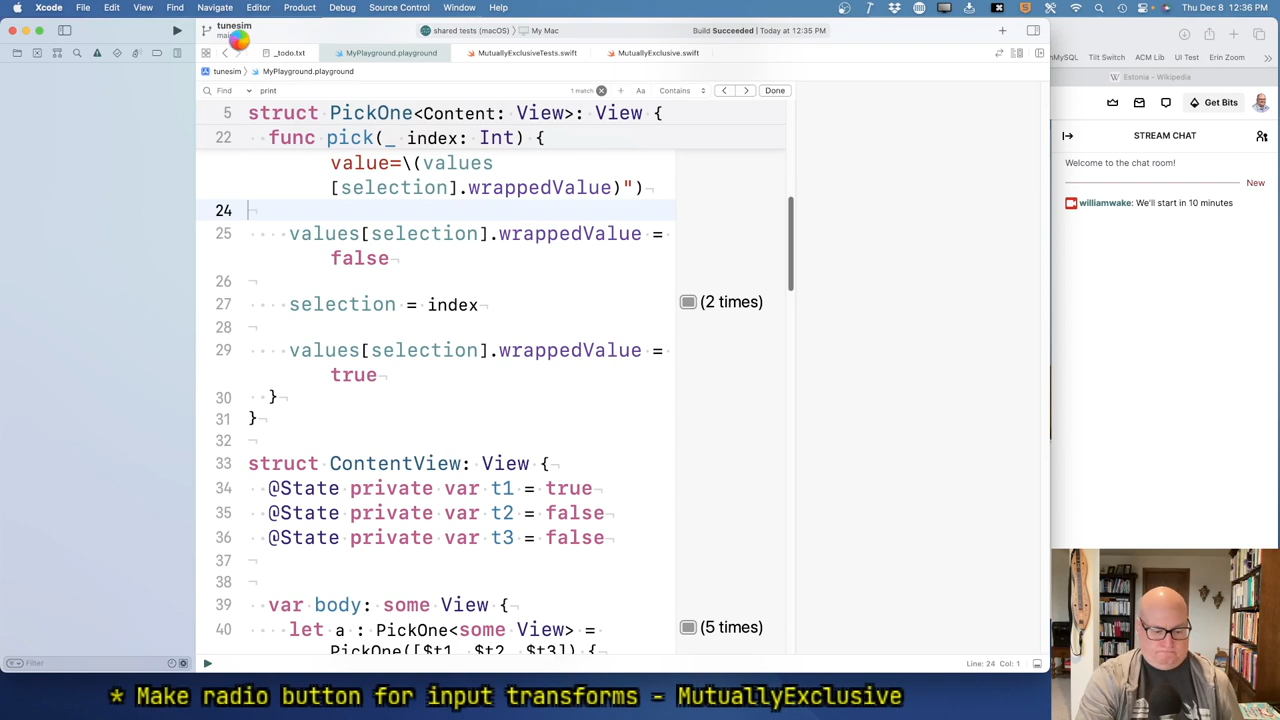 Xcode File Edit View Find Navigate Editor Product Debug Source Control Window Help
12:36 PM
tunesim
shared tests (macOS) My Mac
Build Succeeded | Today at 12:35 PM
_todo.txt MyPlayground.playground MutuallyExclusiveTests.swift MutuallyExclusive.swift
tunesim MyPlayground.playground
Find print 1 match Aa Contains Done
5 struct PickOne<Content: View>: View {
22 func pick(_ index: Int) {
value=\(values
[selection].wrappedValue)")
24
25 values[selection].wrappedValue =
false
26
27 selection = index
(2 times)
28
29 values[selection].wrappedValue =
true
30 }
31 }
32
33 struct ContentView: View {
34 @State private var t1 = true
35 @State private var t2 = false
36 @State private var t3 = false
37
38
39 var body: some View {
40 let a : PickOne<some View> =
(5 times)
PickOne([$t1, $t2, $t3]) {
Filter
Line: 24 Col: 1
MySQL Tilt Switch ACM Lib UI Test Erin Zoom
Estonia - Wikipedia
Get Bits
STREAM CHAT
Welcome to the chat room!
New
williamwake: We'll start in 10 minutes
* Make radio button for input transforms - MutuallyExclusive